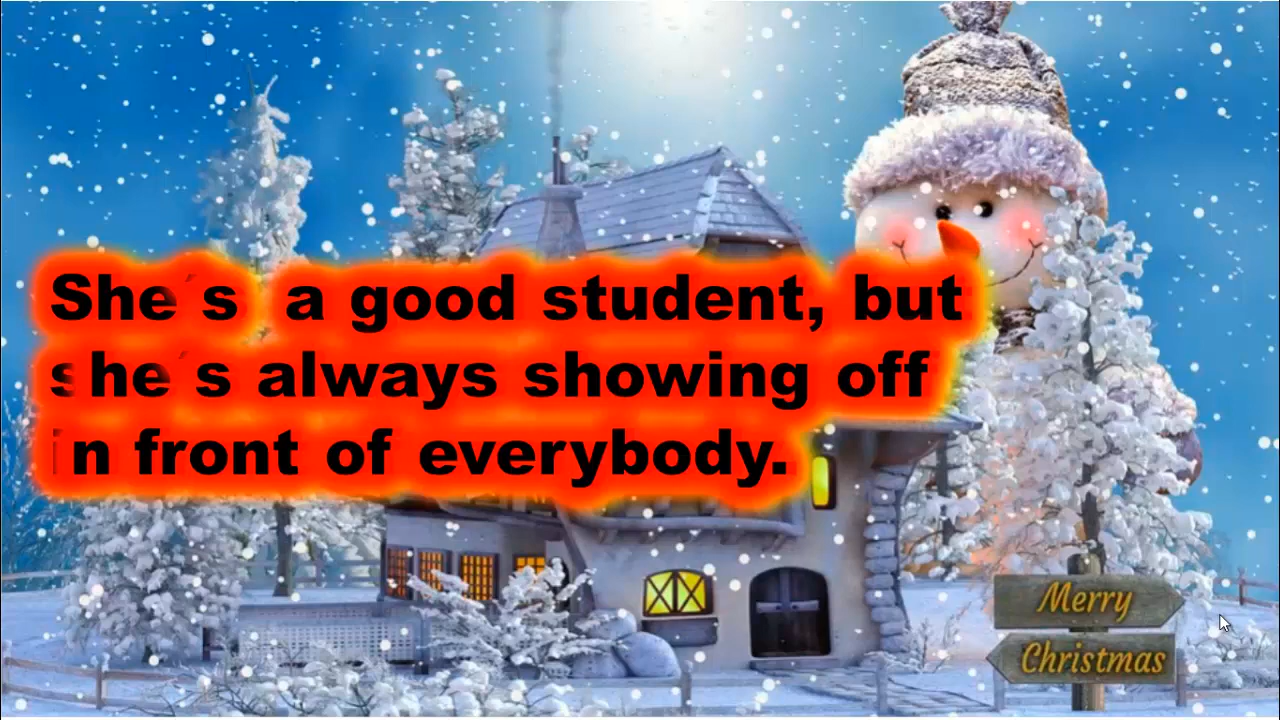 She´s a good student, but
she´s always showing off
in front of everybody.
Merry
Christmas